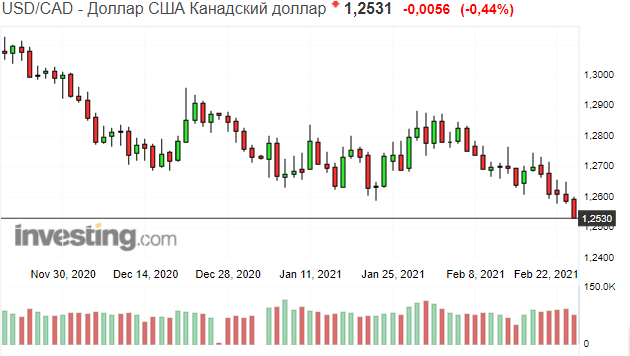 USD/CAD - Доллар США Канадский доллар 1,2531 -0,0056 (-0,44%)
1,3000
1,2900
1,2800
1,2700
1,2600
1,2530
1,2500
1,2400
Investing.com
Nov 30, 2020 Dec 14, 2020 Dec 28, 2020 Jan 11, 2021 Jan 25, 2021 Feb 8, 2021 Feb 22, 2021
150.0K
0